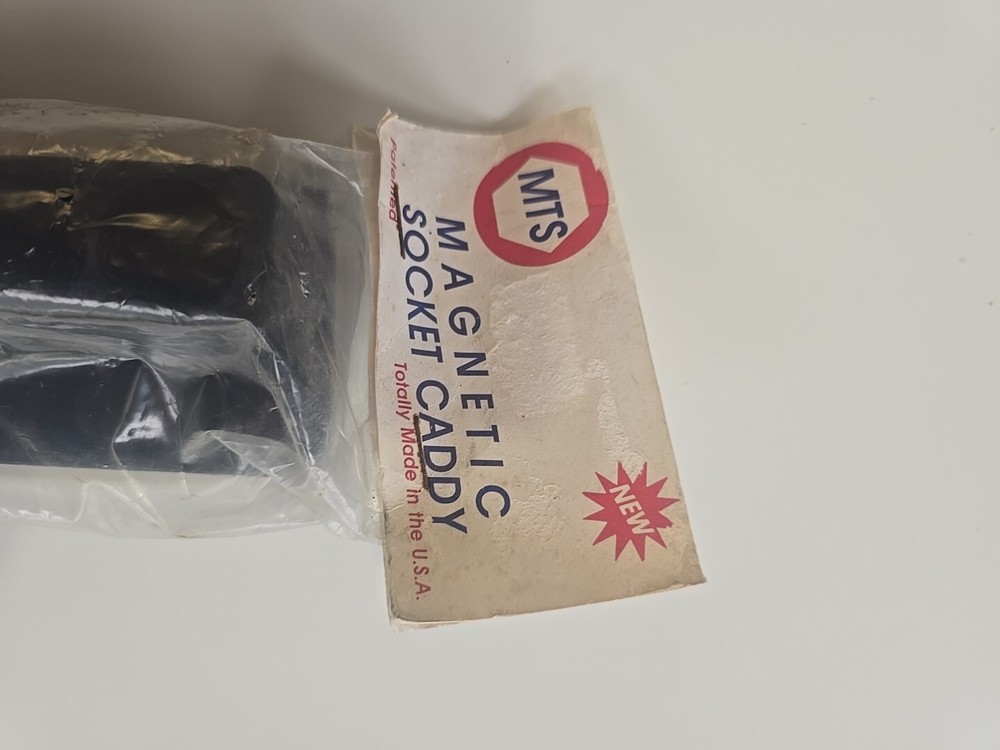 MTS
MAGNETIC
SOCKET CADDY
Patented
Totally Made in the U.S.A.
NEW